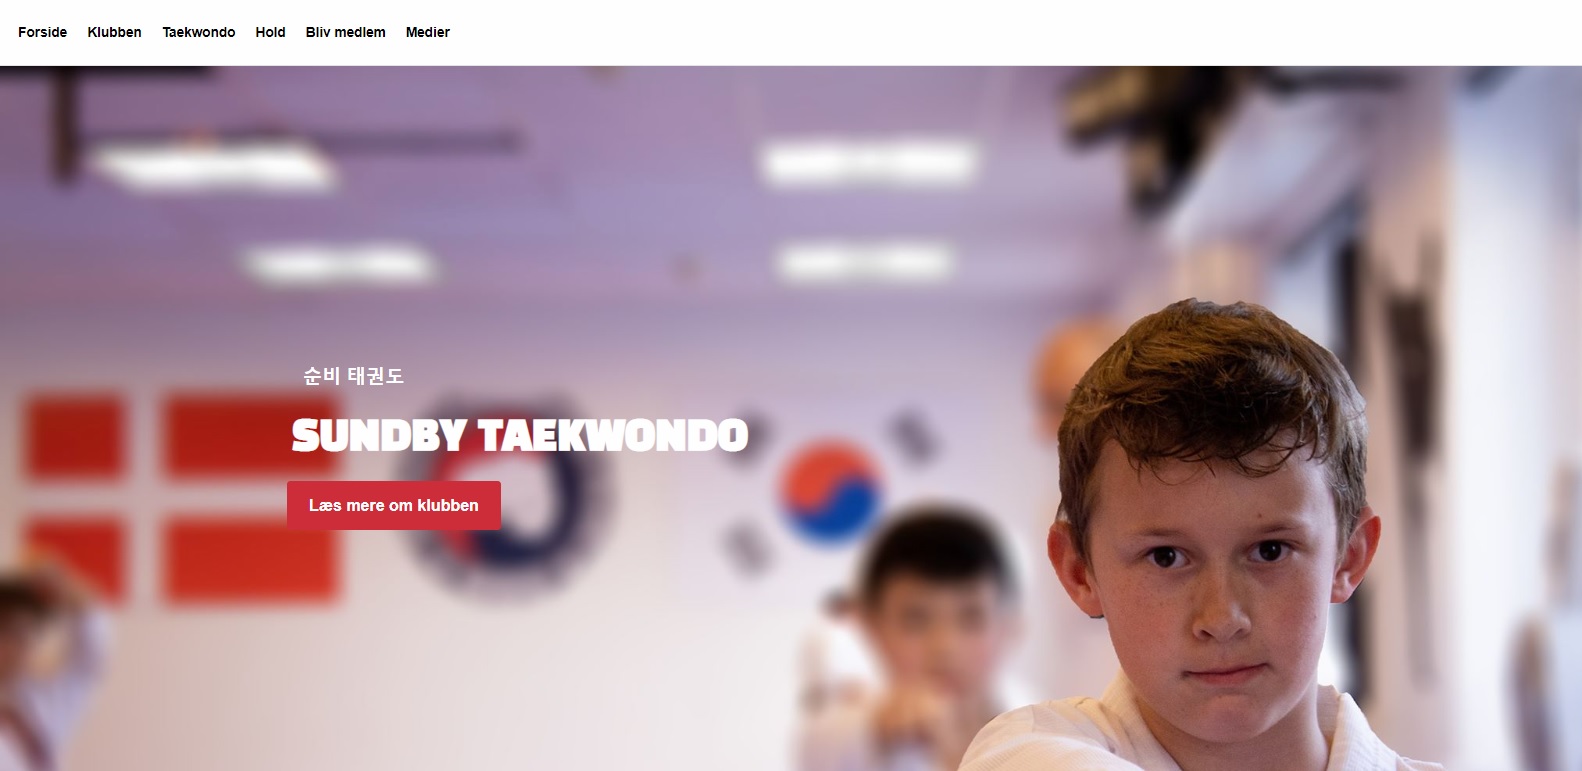 Forside Klubben Taekwondo Hold Bliv medlem Medier
순비 태권도
SUNDBY TAEKWONDO
Læs mere om klubben